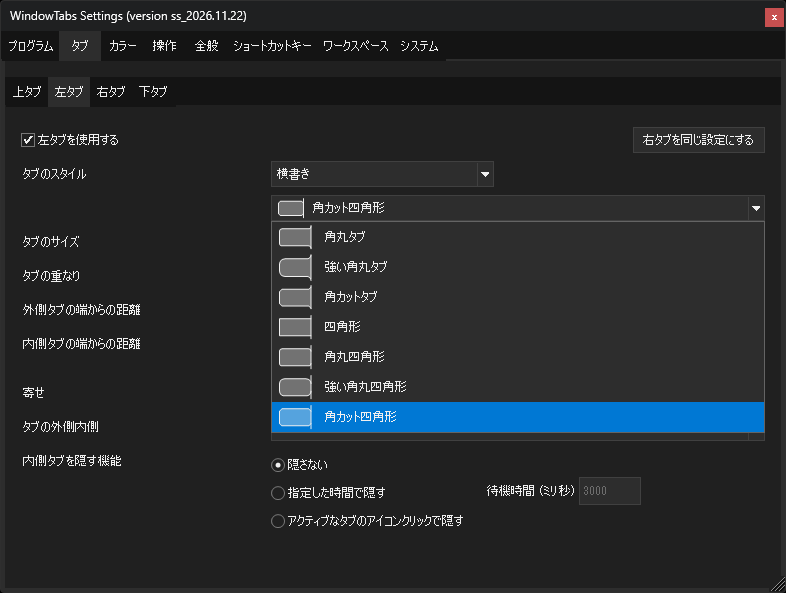 WindowTabs Settings (version ss_2026.11.22)
x
プログラム タブ カラー 操作 全般 ショートカットキー ワークスペース システム
上タブ 左タブ 右タブ 下タブ
左タブを使用する 右タブを同じ設定にする
タブのスタイル 横書き
角カット四角形
角丸タブ
タブのサイズ
強い角丸タブ
タブの重なり
角カットタブ
外側タブの端からの距離
四角形
内側タブの端からの距離
角丸四角形
強い角丸四角形
寄せ
角カット四角形
タブの外側内側
内側タブを隠す機能 隠さない
指定した時間で隠す 待機時間 (ミリ秒) 3000
アクティブなタブのアイコンクリックで隠す